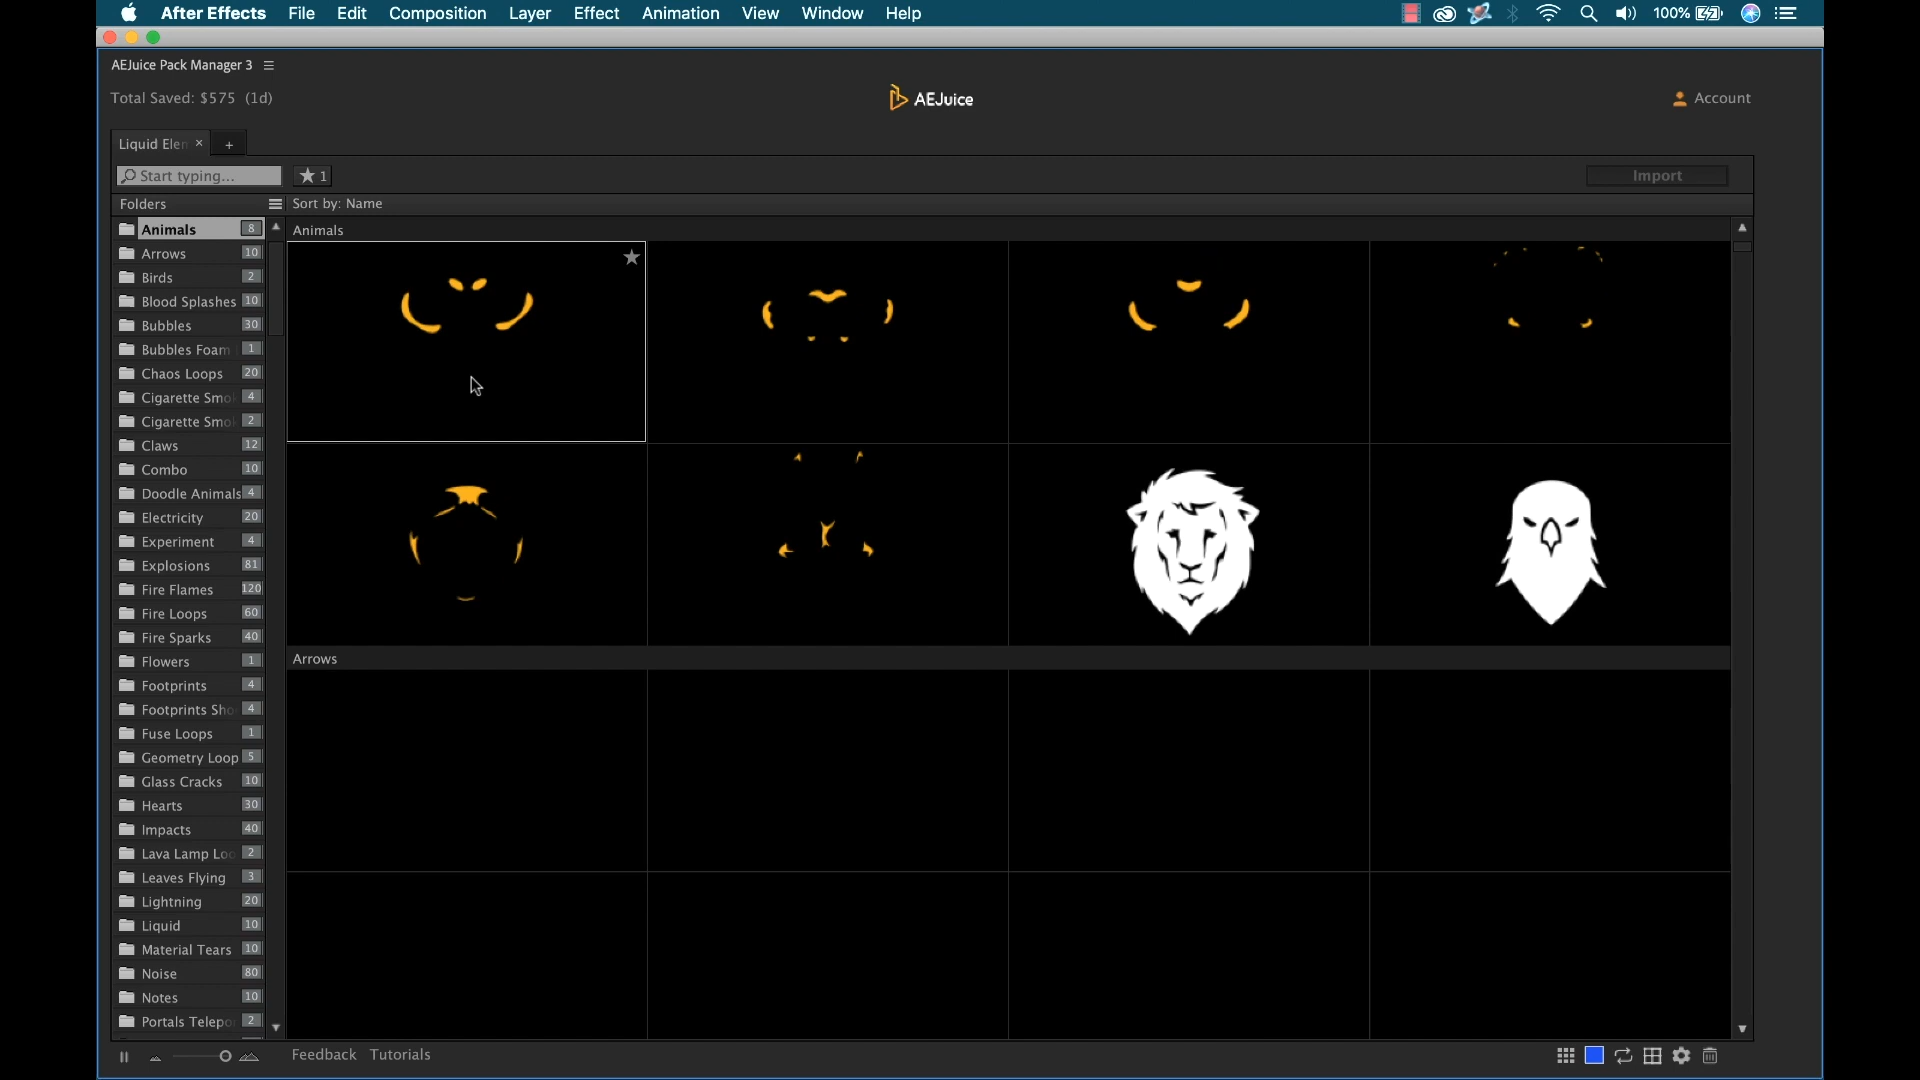 After Effects File Edit Composition Layer Effect Animation View Window Help 100%
AEJuice Pack Manager 3
Total Saved: $575 (1d)
AEJuice
Account
Liquid Elen × +
Start typing...
1
Import
Folders
Sort by: Name
Animals 8
Animals
Arrows 10
Birds 2
Blood Splashes 10
Bubbles 30
Bubbles Foam 1
Chaos Loops 20
Cigarette Smo 4
Cigarette Smo 2
Claws 12
Combo 10
Doodle Animals 4
Electricity 20
Experiment 4
Explosions 81
Fire Flames 120
Fire Loops 60
Fire Sparks 40
Arrows
Flowers 1
Footprints 4
Footprints Sho 4
Fuse Loops 1
Geometry Loop 5
Glass Cracks 10
Hearts 30
Impacts 40
Lava Lamp Loo 2
Leaves Flying 3
Lightning 20
Liquid 10
Material Tears 10
Noise 80
Notes 10
Portals Telepo 2
Feedback Tutorials